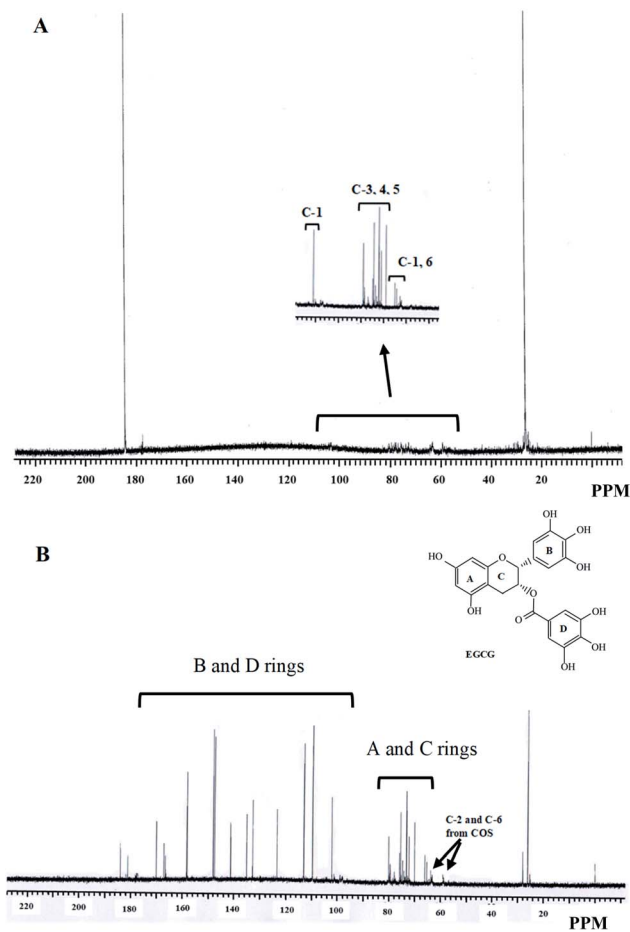 A
C-3, 4, 5
C-1
C-1, 6
220 200 180 160 140 120 100 80 60 40 20
PPM
B
OH
OH
B
OH
HO
O
A
C
O
OH
O
OH
D
OH
OH
EGCG
B and D rings
A and C rings
C-2 and C-6
from COS
220 200 180 160 140 120 100 80 60 40 20
PPM